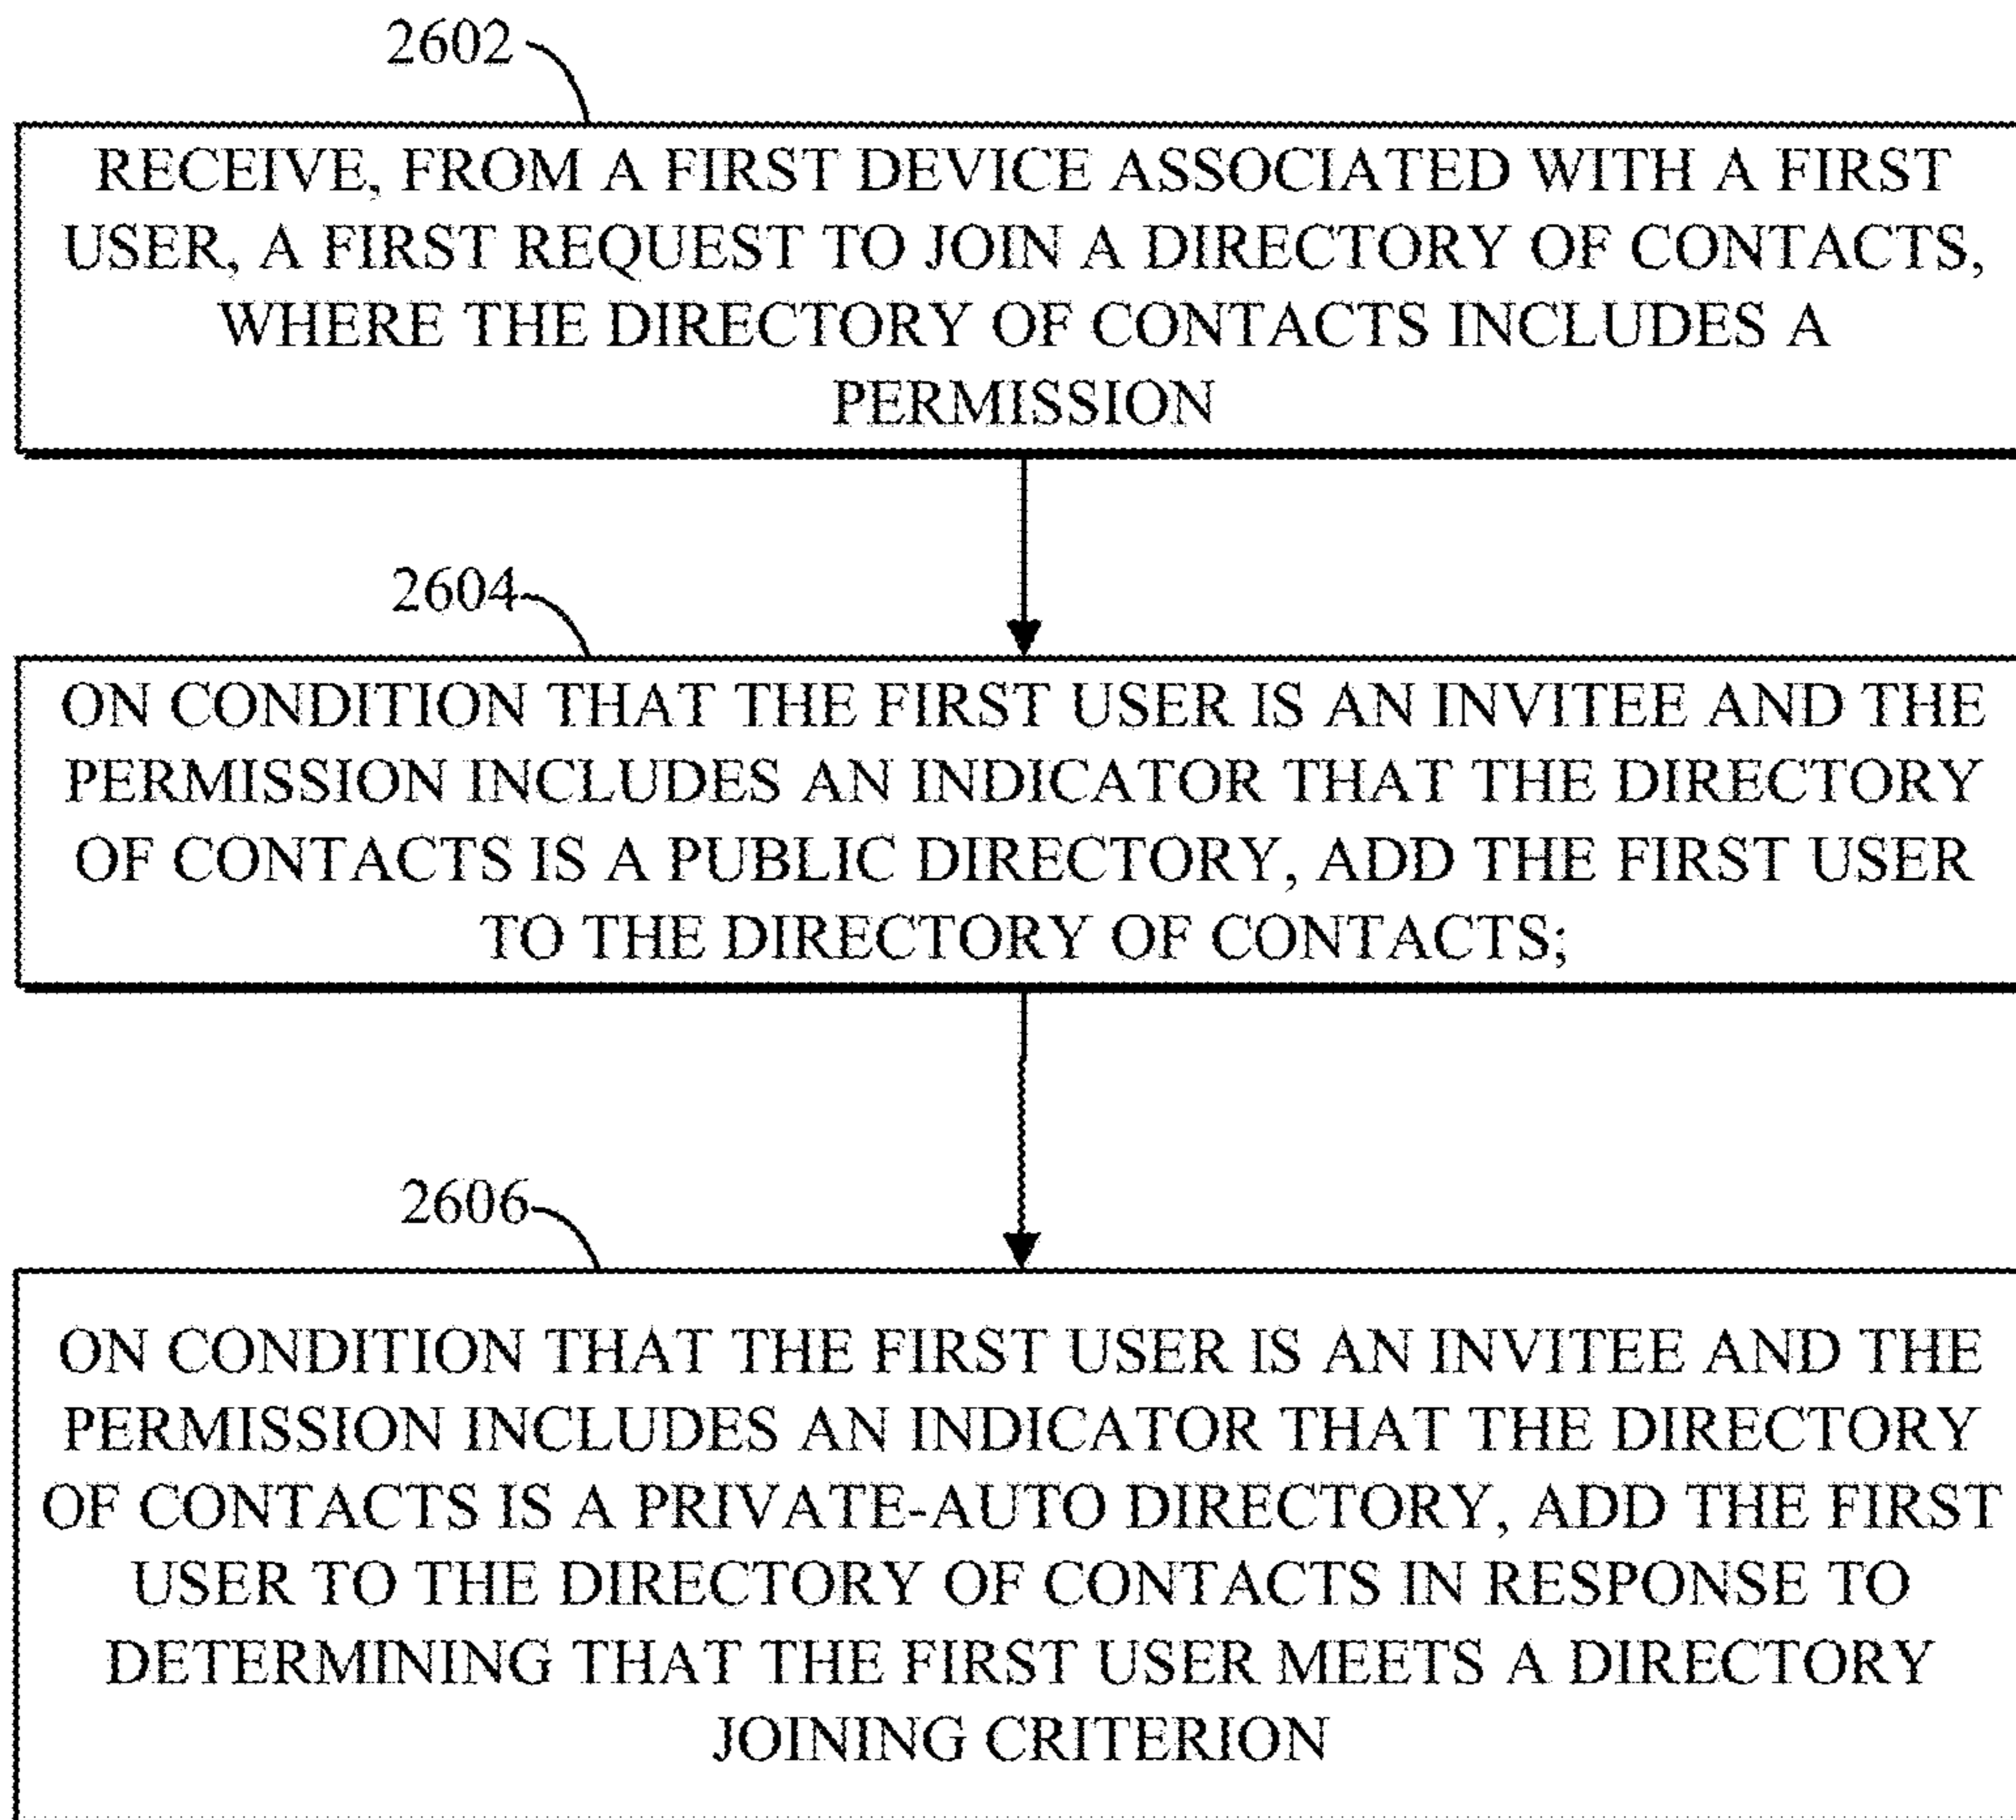 2602
RECEIVE, FROM A FIRST DEVICE ASSOCIATED WITH A FIRST
USER, A FIRST REQUEST TO JOIN A DIRECTORY OF CONTACTS,
WHERE THE DIRECTORY OF CONTACTS INCLUDES A
PERMISSION
2604
ON CONDITION THAT THE FIRST USER IS AN INVITEE AND THE
PERMISSION INCLUDES AN INDICATOR THAT THE DIRECTORY
OF CONTACTS IS A PUBLIC DIRECTORY, ADD THE FIRST USER
TO THE DIRECTORY OF CONTACTS;
2606
ON CONDITION THAT THE FIRST USER IS AN INVITEE AND THE
PERMISSION INCLUDES AN INDICATOR THAT THE DIRECTORY
OF CONTACTS IS A PRIVATE-AUTO DIRECTORY, ADD THE FIRST
USER TO THE DIRECTORY OF CONTACTS IN RESPONSE TO
DETERMINING THAT THE FIRST USER MEETS A DIRECTORY
JOINING CRITERION